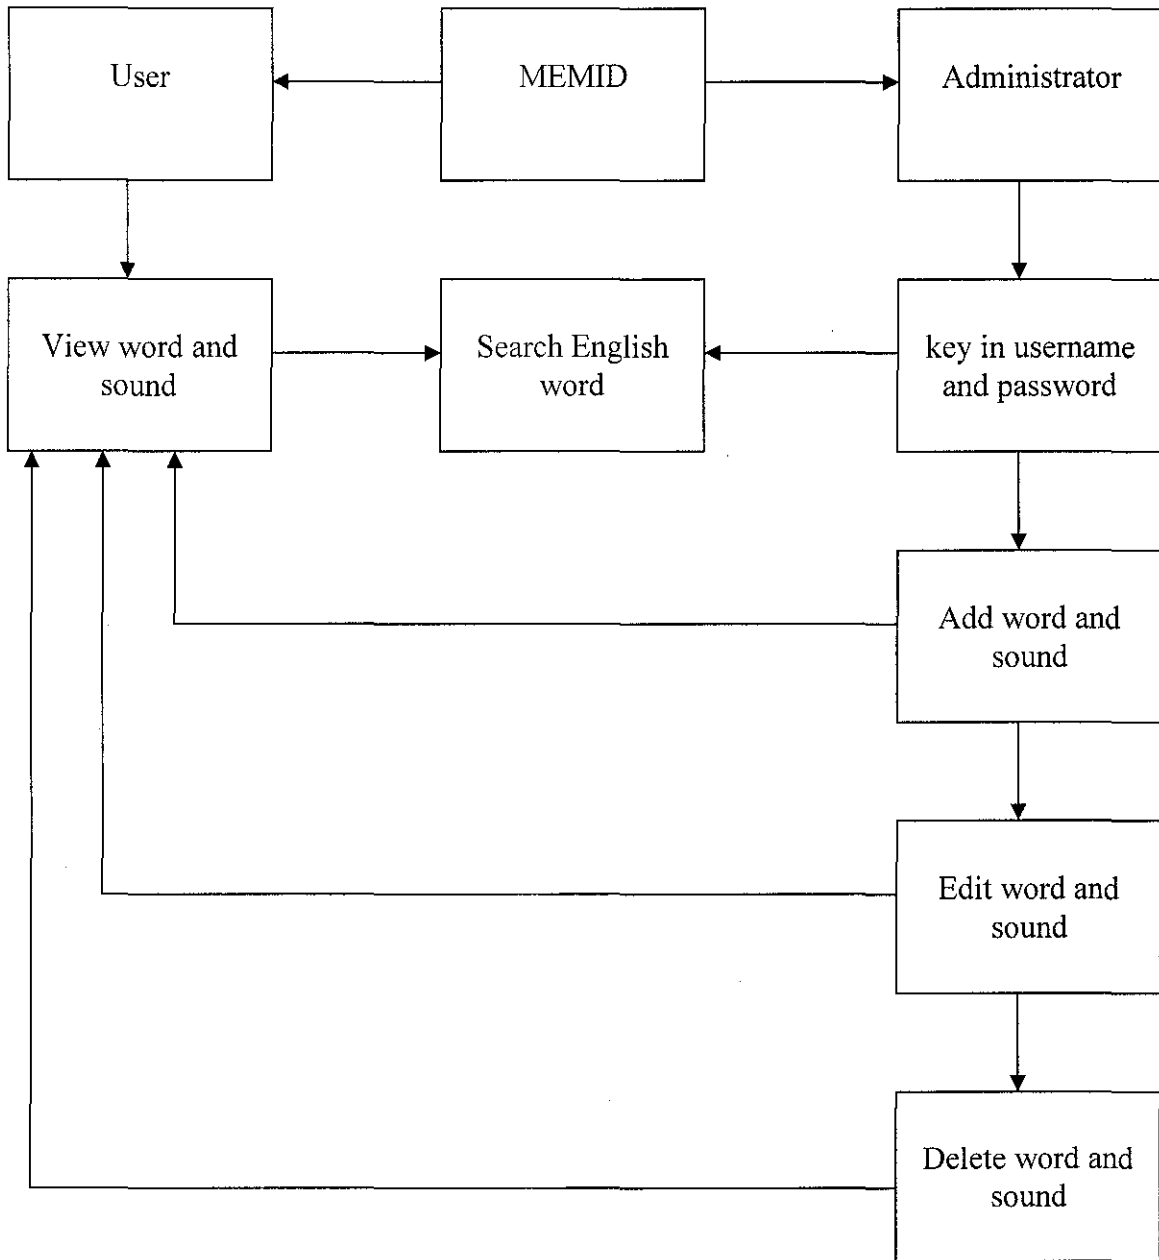 User
MEMID
Administrator
View word and
sound
Search English
word
key in username
and password
Add word and
sound
Edit word and
sound
Delete word and
sound